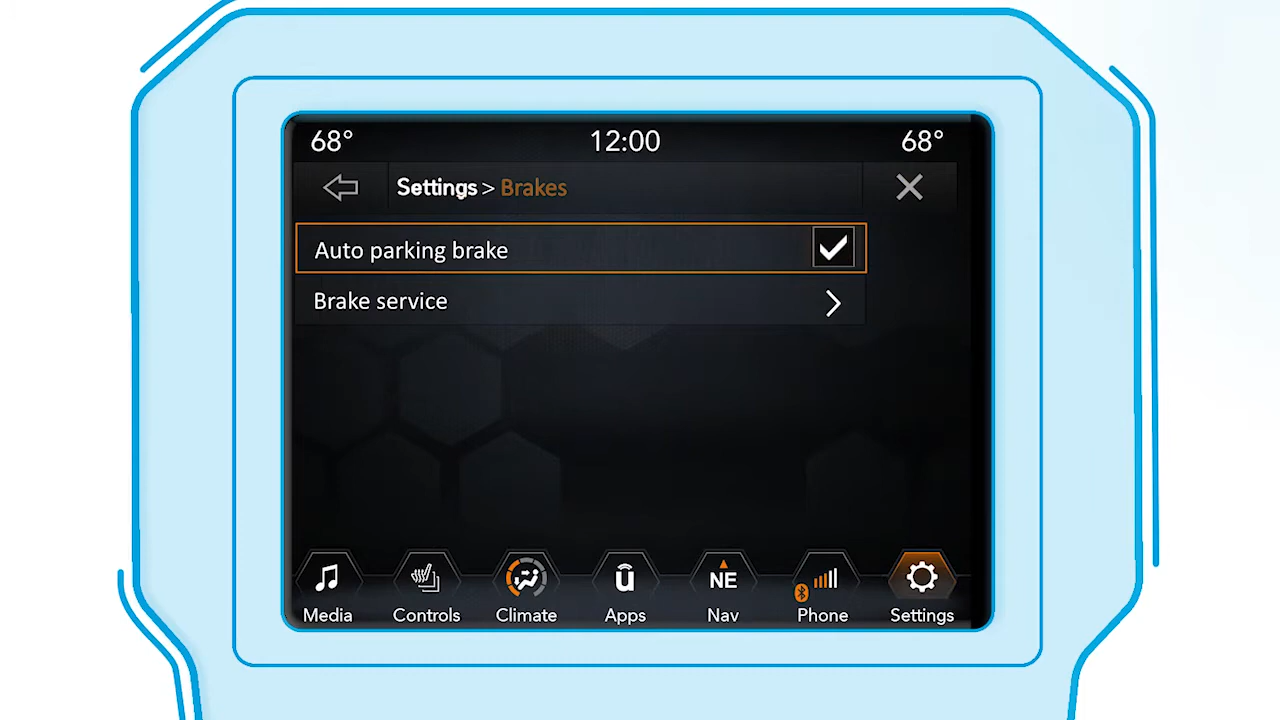 68° 12:00 68°
Settings > Brakes
Auto parking brake
Brake service
NE
Media Controls Climate Apps Nav Phone Settings